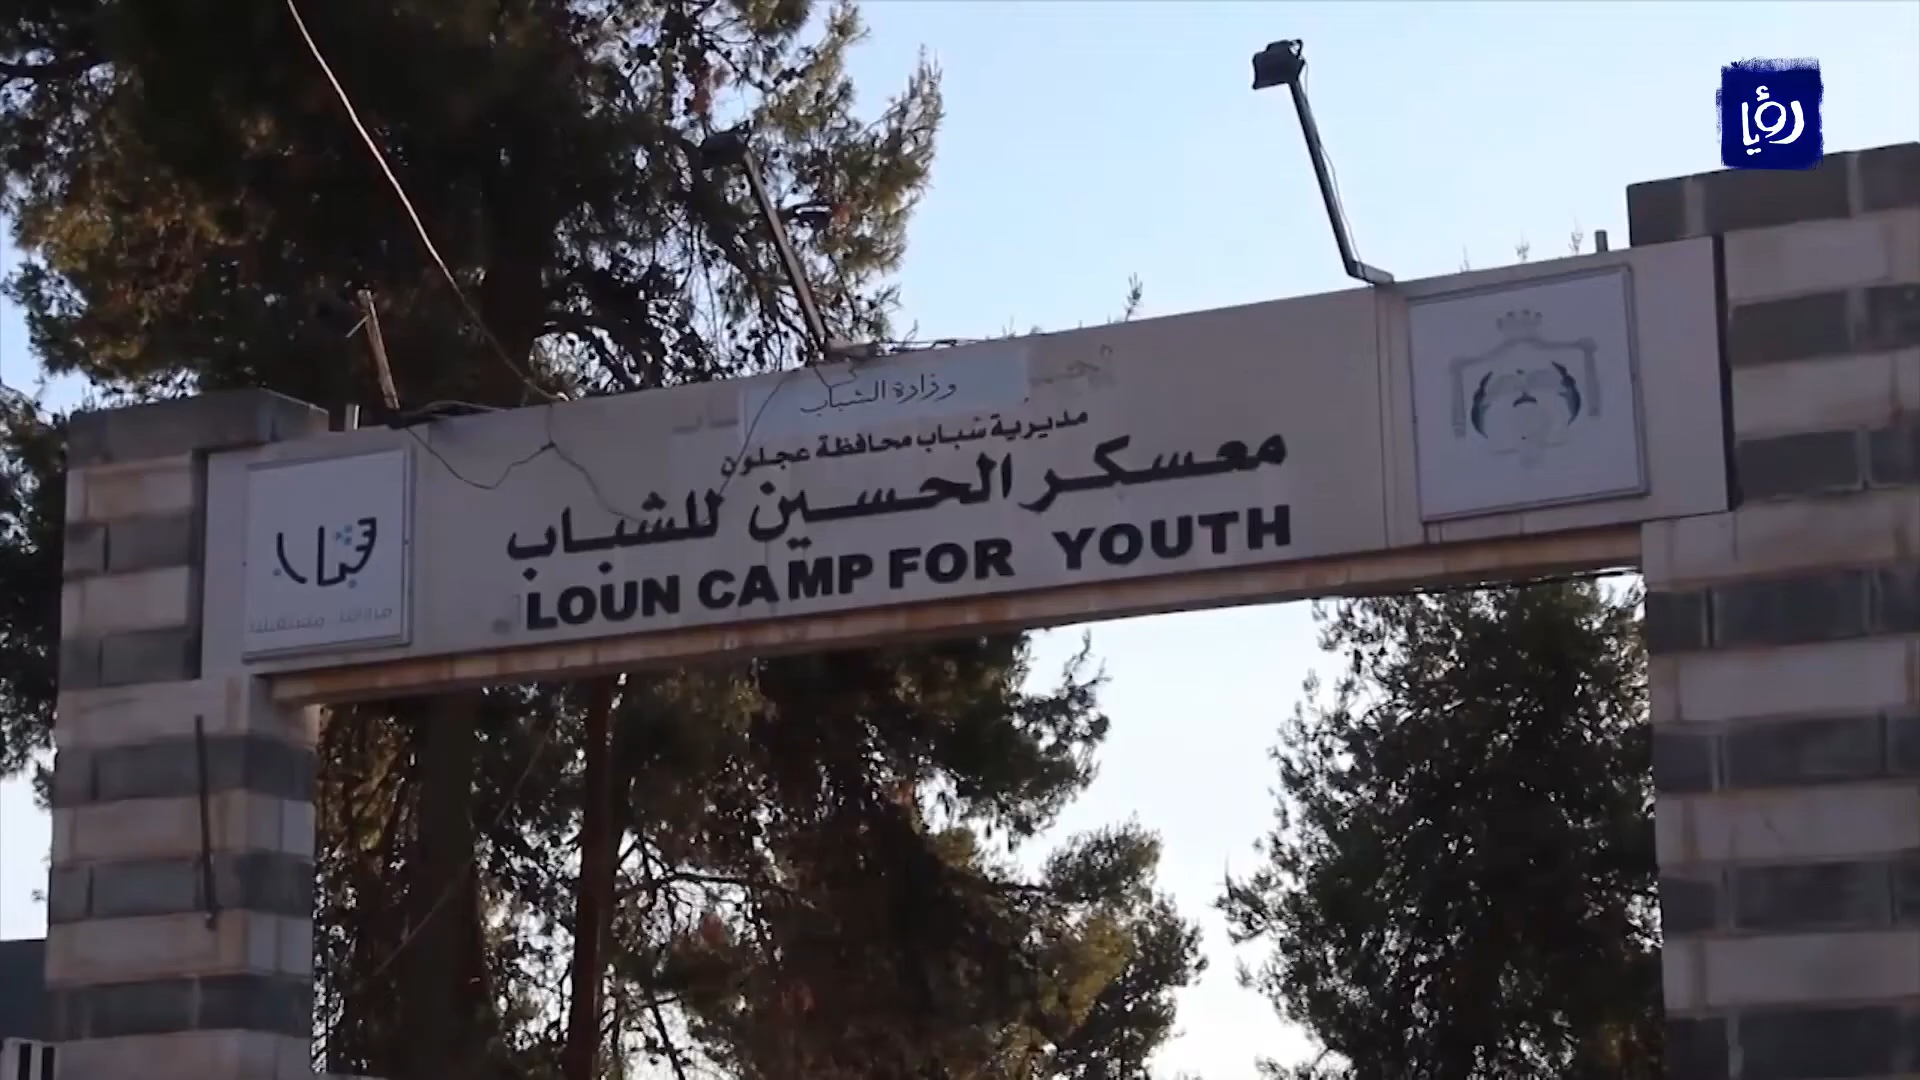 رؤيا
وزارة الشباب
مديرية شباب محافظة عجلون
معسكر الحسين للشباب
LOUN CAMP FOR YOUTH
شباب